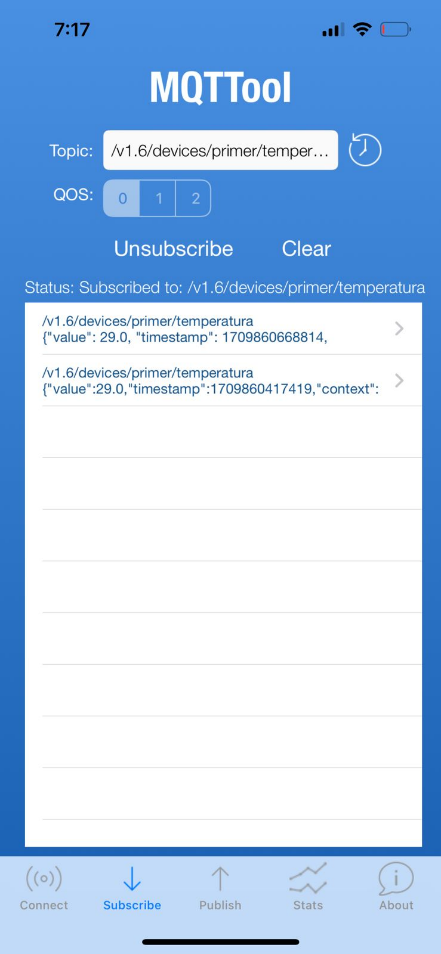 7:17
MQTTool
Topic: /v1.6/devices/primer/temper...
QOS: 0 1 2
Unsubscribe Clear
Status: Subscribed to: /v1.6/devices/primer/temperatura
/v1.6/devices/primer/temperatura
{"value": 29.0, "timestamp": 1709860668814,
/v1.6/devices/primer/temperatura
{"value":29.0,"timestamp":1709860417419,"context":
Connect Subscribe Publish Stats About